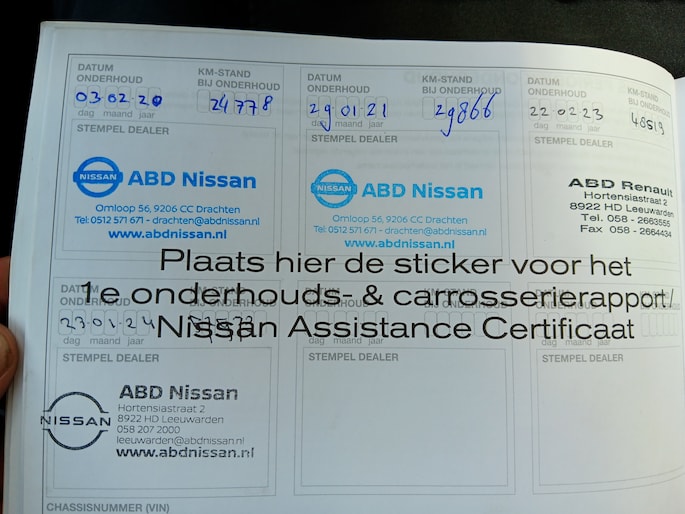 DATUM ONDERHOUD
KM-STAND BIJ ONDERHOUD
03 02 20
24778
dag maand jaar
STEMPEL DEALER
NISSAN ABD Nissan
Omloop 56, 9206 CC Drachten
Tel: 0512 571 671 - drachten@abdnissan.nl
www.abdnissan.nl
DATUM ONDERHOUD
KM-STAND BIJ ONDERHOUD
29 01 21
29866
dag maand jaar
STEMPEL DEALER
NISSAN ABD Nissan
Omloop 56, 9206 CC Drachten
Tel: 0512 571 671 - drachten@abdnissan.nl
www.abdnissan.nl
DATUM ONDERHOUD
KM-STAND BIJ ONDERHOUD
22 02 23
48513
dag maand jaar
STEMPEL DEALER
ABD Renault
Hortensiastraat 2
8922 HD Leeuwarden
Tel. 058 - 2663555
Fax 058 - 2664434
Plaats hier de sticker voor het
1e onderhouds- & carrosserierapport /
Nissan Assistance Certificaat
DATUM ONDERHOUD
23-01-24
dag maand jaar
STEMPEL DEALER
NISSAN
ABD Nissan
Hortensiastraat 2
8922 HD Leeuwarden
058 207 2000
leeuwarden@abdnissan.nl
www.abdnissan.nl
STEMPEL DEALER
STEMPEL DEALER
CHASSISNUMMER (VIN)